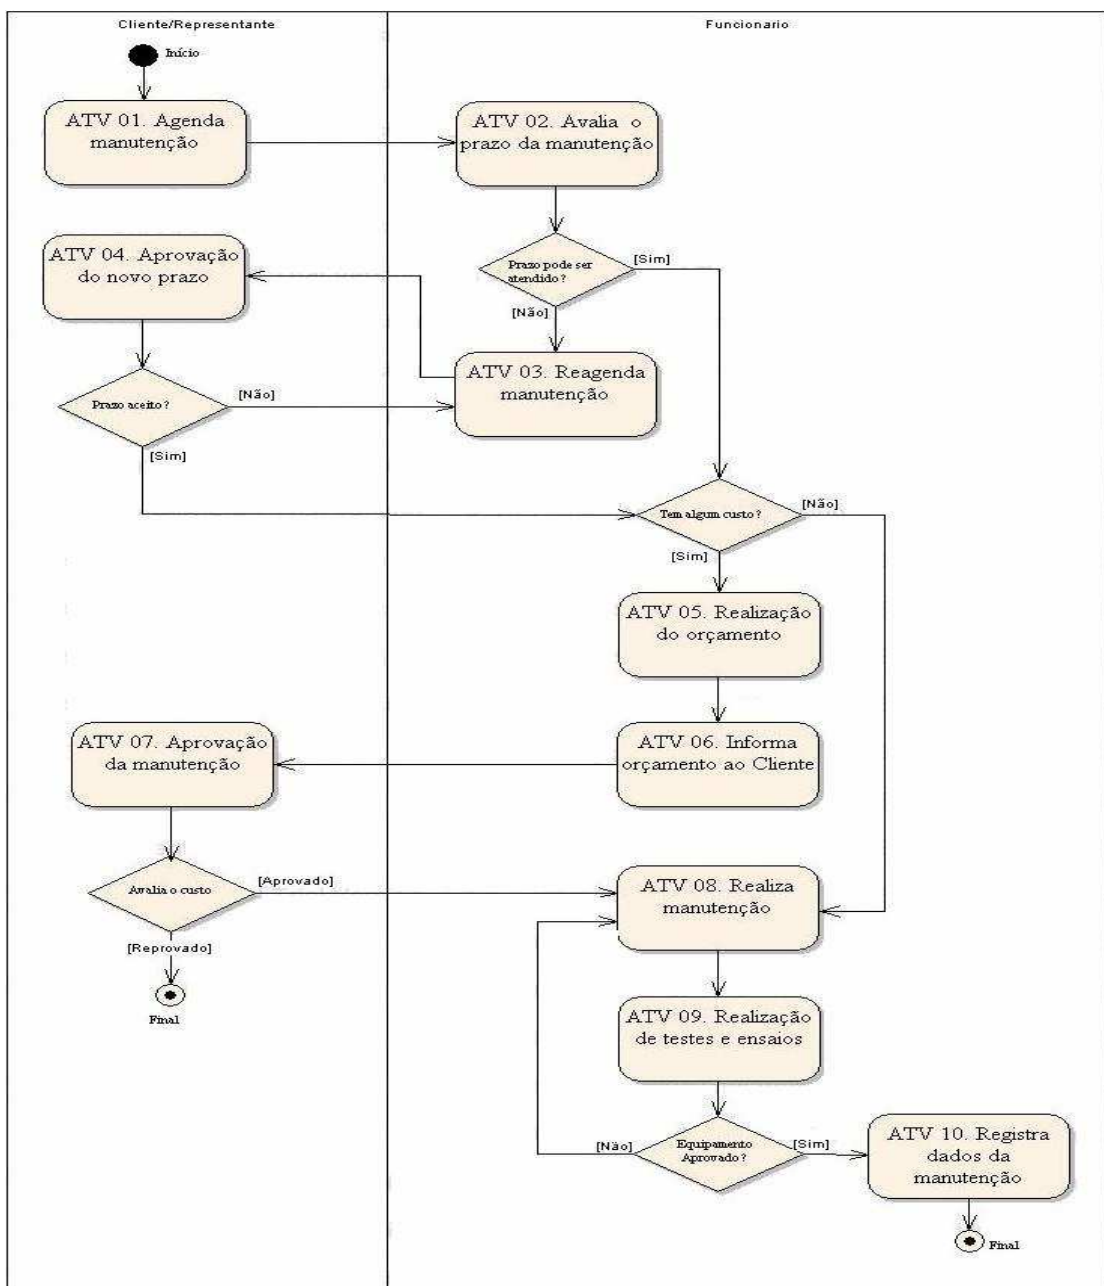 Cliente/Representante
Funcionario
Início
ATV 01. Agenda
manutenção
ATV 02. Avalia o
prazo da manutenção
ATV 04. Aprovação
do novo prazo
Prazo pode ser
atendido?
[Sim]
[Não]
ATV 03. Reagenda
manutenção
Prazo aceito?
[Não]
[Sim]
Tem algum custo?
[Não]
[Sim]
ATV 05. Realização
do orçamento
ATV 07. Aprovação
da manutenção
ATV 06. Informa
orçamento ao Cliente
Avalia o custo
[Aprovado]
[Reprovado]
Final
ATV 08. Realiza
manutenção
ATV 09. Realização
de testes e ensaios
[Não]
Equipamento
Aprovado?
[Sim]
ATV 10. Registra
dados da
manutenção
Final